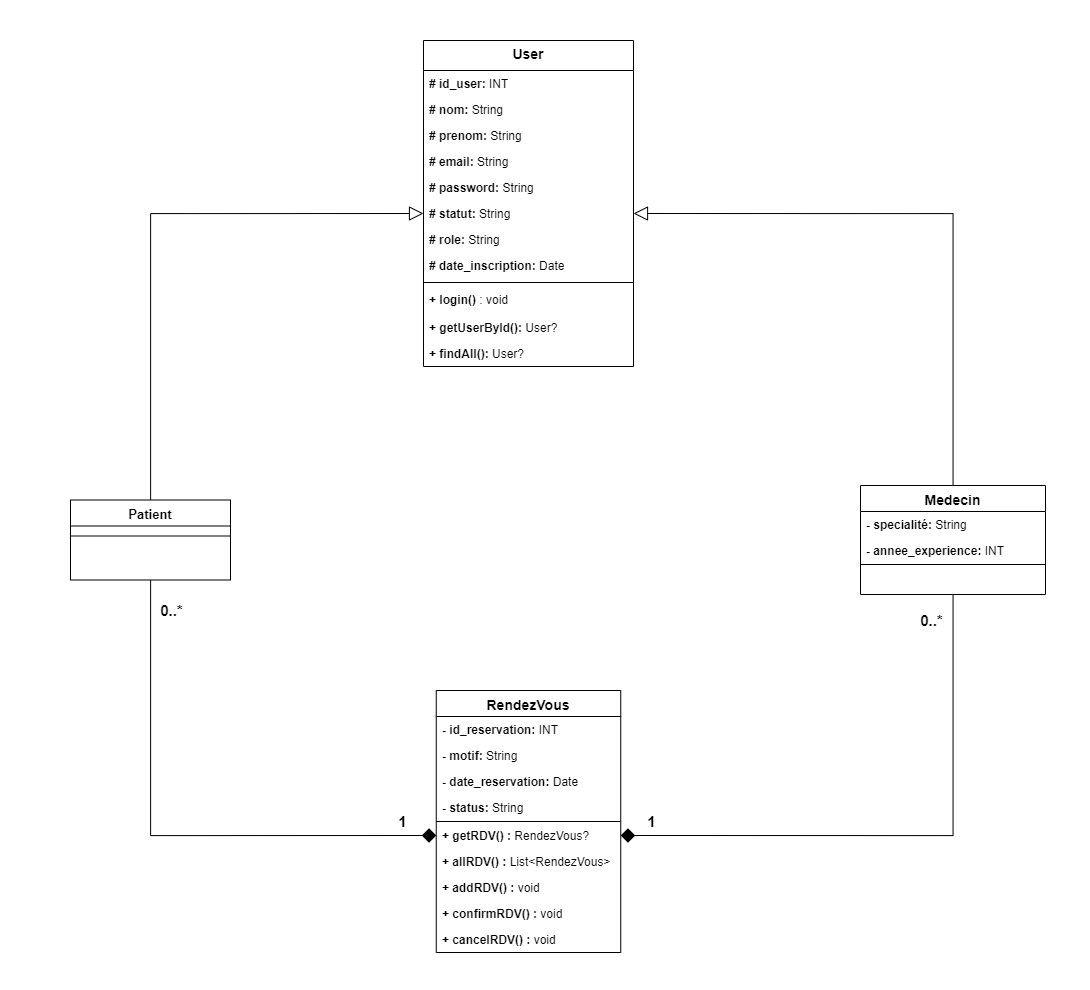 User
# id_user: INT
# nom: String
# prenom: String
# email: String
# password: String
# statut: String
# role: String
# date_inscription: Date
+ login() : void
+ getUserById(): User?
+ findAll(): User?
Patient
Medecin
- specialité: String
- annee_experience: INT
0..*
0..*
RendezVous
- id_reservation: INT
- motif: String
- date_reservation: Date
- status: String
1
1
+ getRDV() : RendezVous?
+ allRDV() : List<RendezVous>
+ addRDV() : void
+ confirmRDV() : void
+ cancelRDV() : void